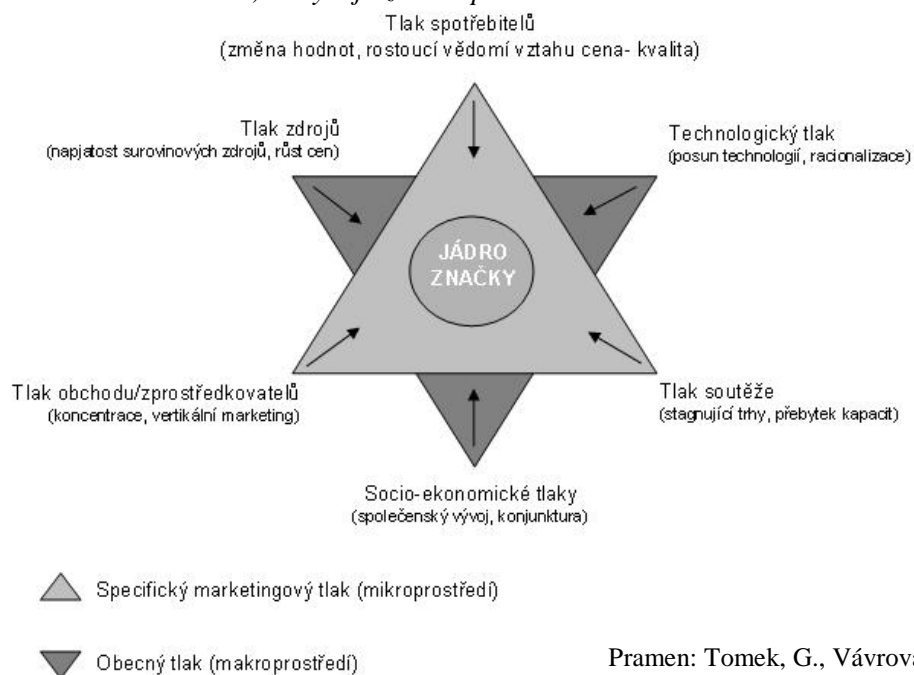 Tlak spotřebitelů
(změna hodnot, rostoucí vědomí vztahu cena- kvalita)
Tlak zdrojů
(napjatost surovinových zdrojů, růst cen)
Technologický tlak
(posun technologií, racionalizace)
JÁDRO
ZNAČKY
Tlak obchodu/zprostředkovatelů
(koncentrace, vertikální marketing)
Tlak soutěže
(stagnující trhy, přebytek kapacit)
Socio-ekonomické tlaky
(společenský vývoj, konjunktura)
Specifický marketingový tlak (mikroprostředí)
Obecný tlak (makroprostředí)
Pramen: Tomek, G., Vávrova